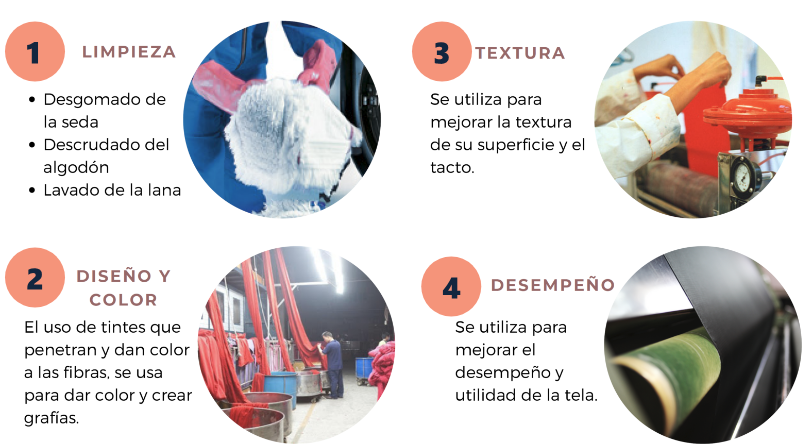 1 LIMPIEZA
• Desgomado de
la seda
• Descrudado del
algodón
• Lavado de la lana
2 DISEÑO Y
COLOR
El uso de tintes que
penetran y dan color
a las fibras, se usa
para dar color y crear
grafías.
3 TEXTURA
Se utiliza para
mejorar la textura
de su superficie y el
tacto.
4 DESEMPEÑO
Se utiliza para
mejorar el
desempeño y
utilidad de la tela.